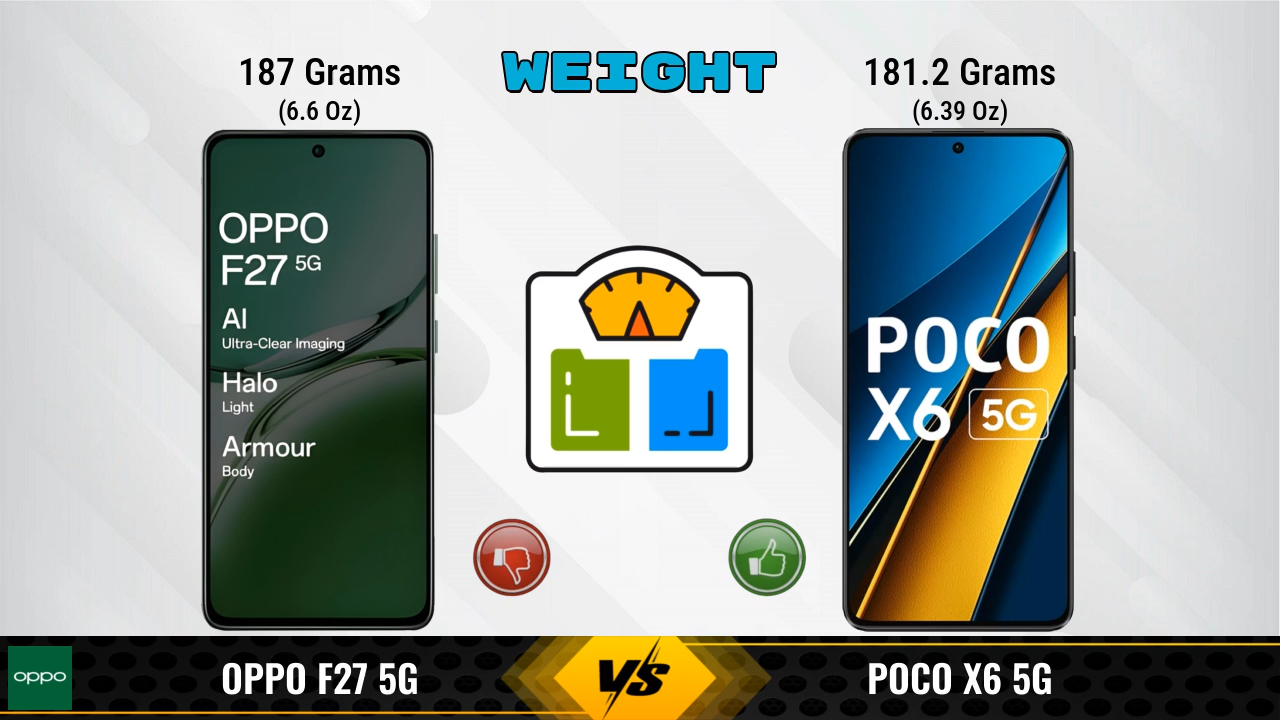 WEIGHT
187 Grams
(6.6 Oz)
181.2 Grams
(6.39 Oz)
OPPO
F27 5G
AI
Ultra-Clear Imaging
Halo
Light
Armour
Body
POCO
X6 5G
oppo
OPPO F27 5G
VS
POCO X6 5G